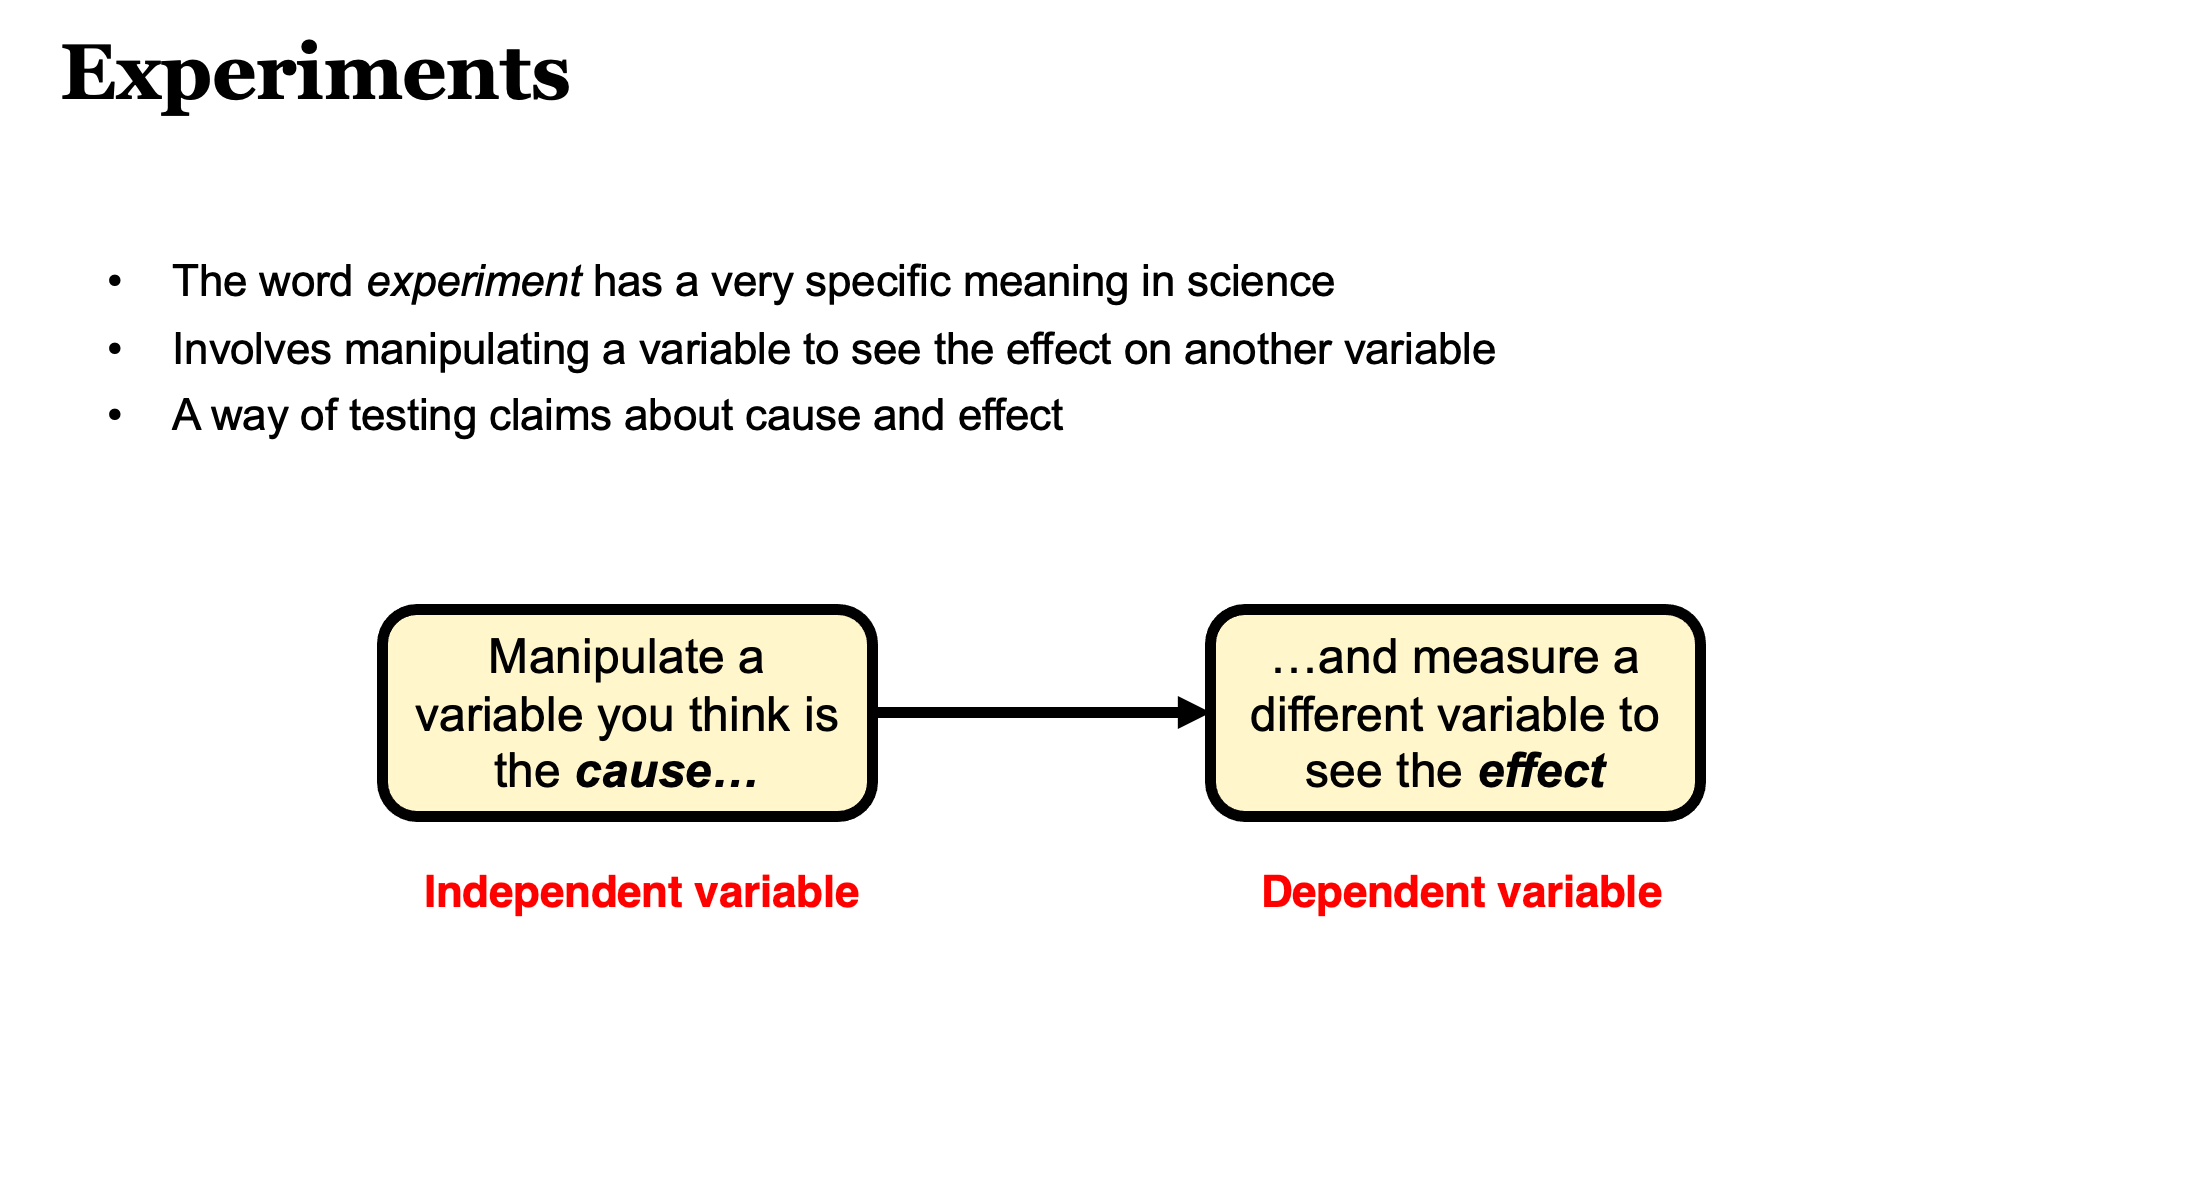 Experiments
• The word experiment has a very specific meaning in science
• Involves manipulating a variable to see the effect on another variable
• A way of testing claims about cause and effect
Manipulate a
variable you think is
the cause…
…and measure a
different variable to
see the effect
Independent variable
Dependent variable